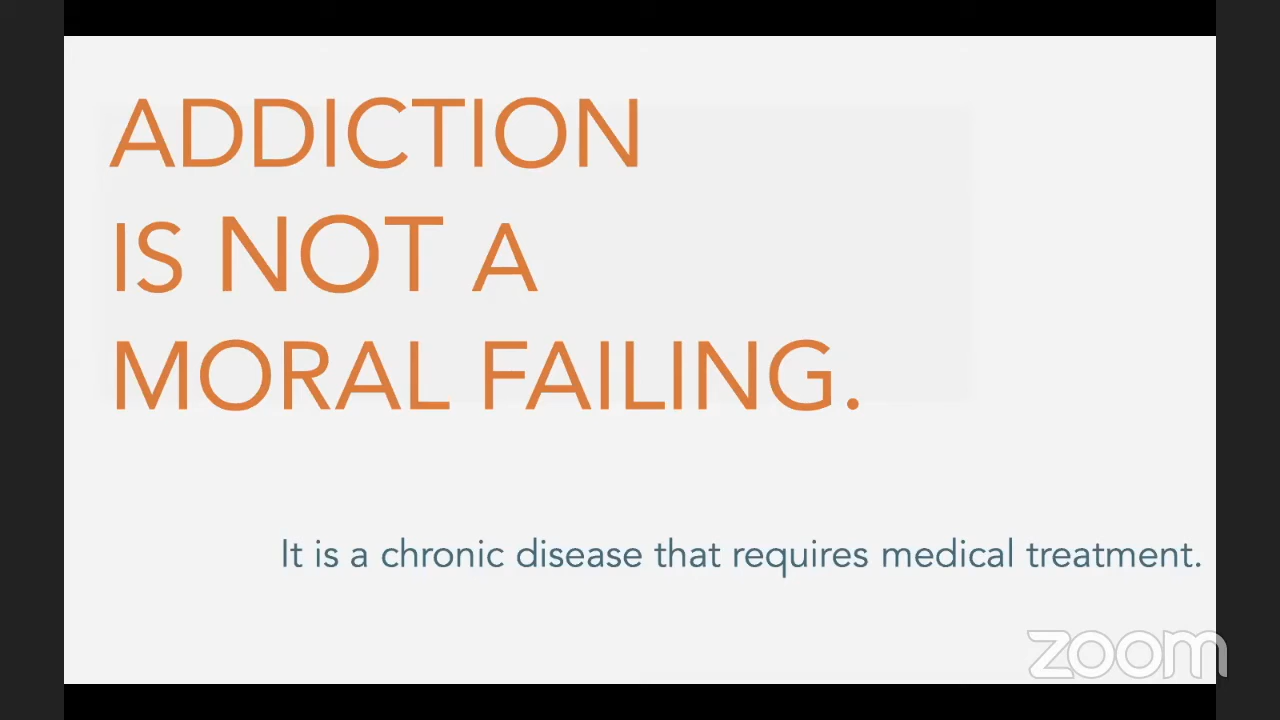 ADDICTION
IS NOT A
MORAL FAILING.
It is a chronic disease that requires medical treatment.
zoom